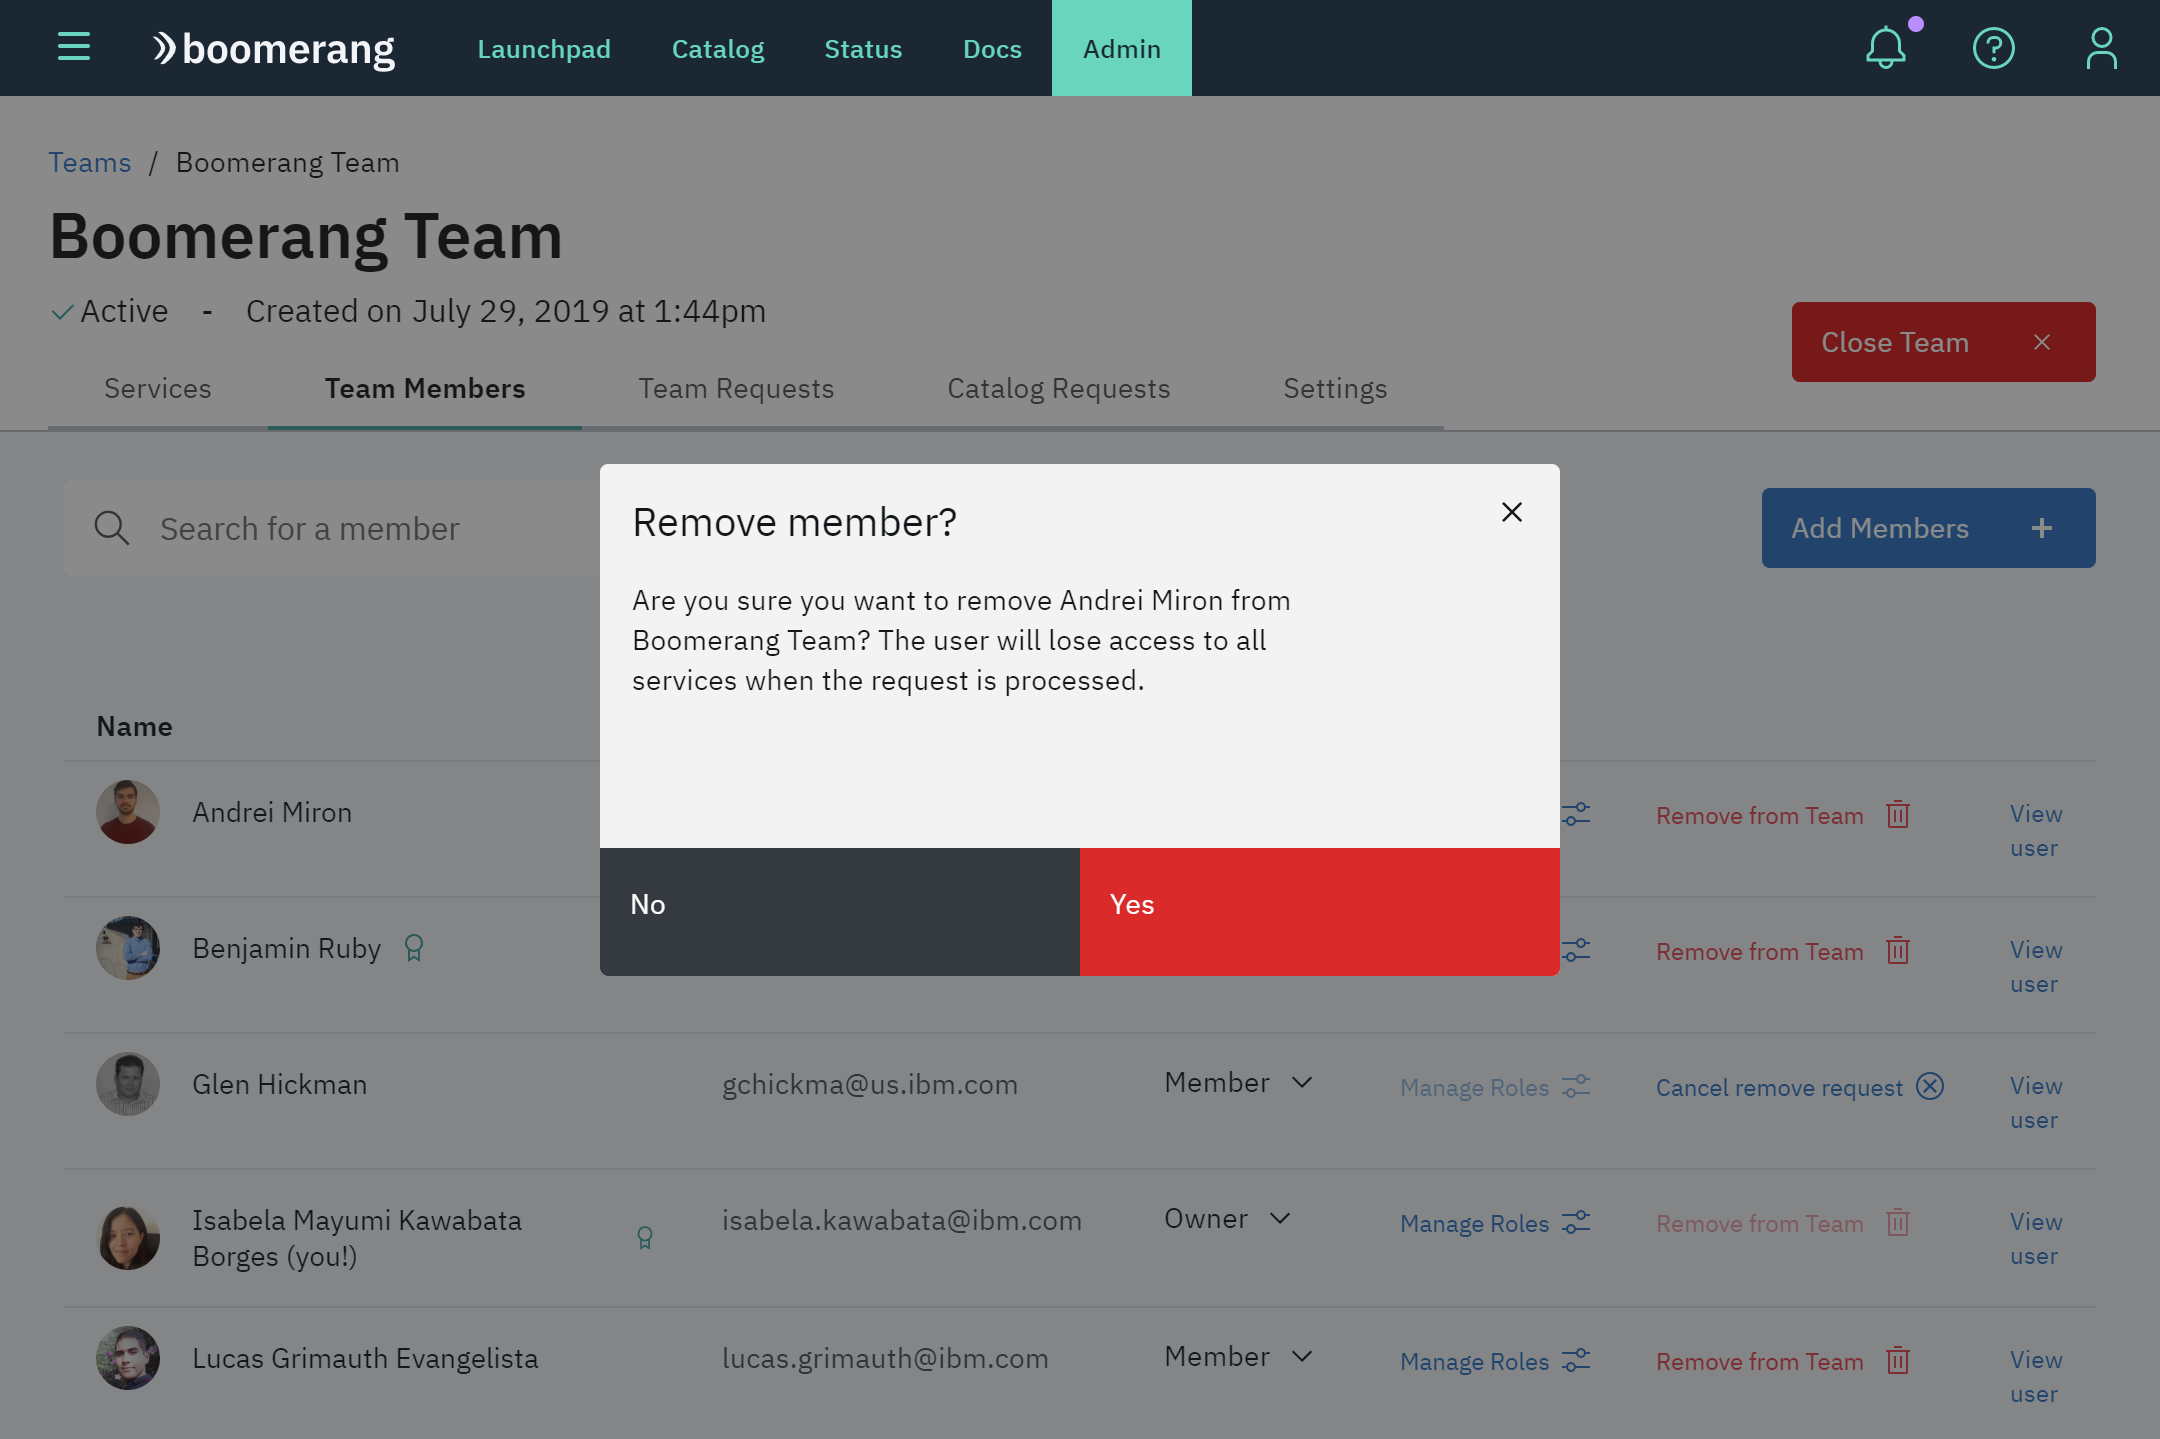 boomerang
Launchpad
Catalog
Status
Docs
Admin
Teams / Boomerang Team
Boomerang Team
Active - Created on July 29, 2019 at 1:44pm
Close Team
Services
Team Members
Team Requests
Catalog Requests
Settings
Search for a member
Add Members
Remove member?
Are you sure you want to remove Andrei Miron from
Boomerang Team? The user will lose access to all
services when the request is processed.
No
Yes
Name
Andrei Miron
Remove from Team
View
user
Benjamin Ruby
Remove from Team
View
user
Glen Hickman
gchickma@us.ibm.com
Member
Manage Roles
Cancel remove request
View
user
Isabela Mayumi Kawabata
Borges (you!)
isabela.kawabata@ibm.com
Owner
Manage Roles
Remove from Team
View
user
Lucas Grimauth Evangelista
lucas.grimauth@ibm.com
Member
Manage Roles
Remove from Team
View
user